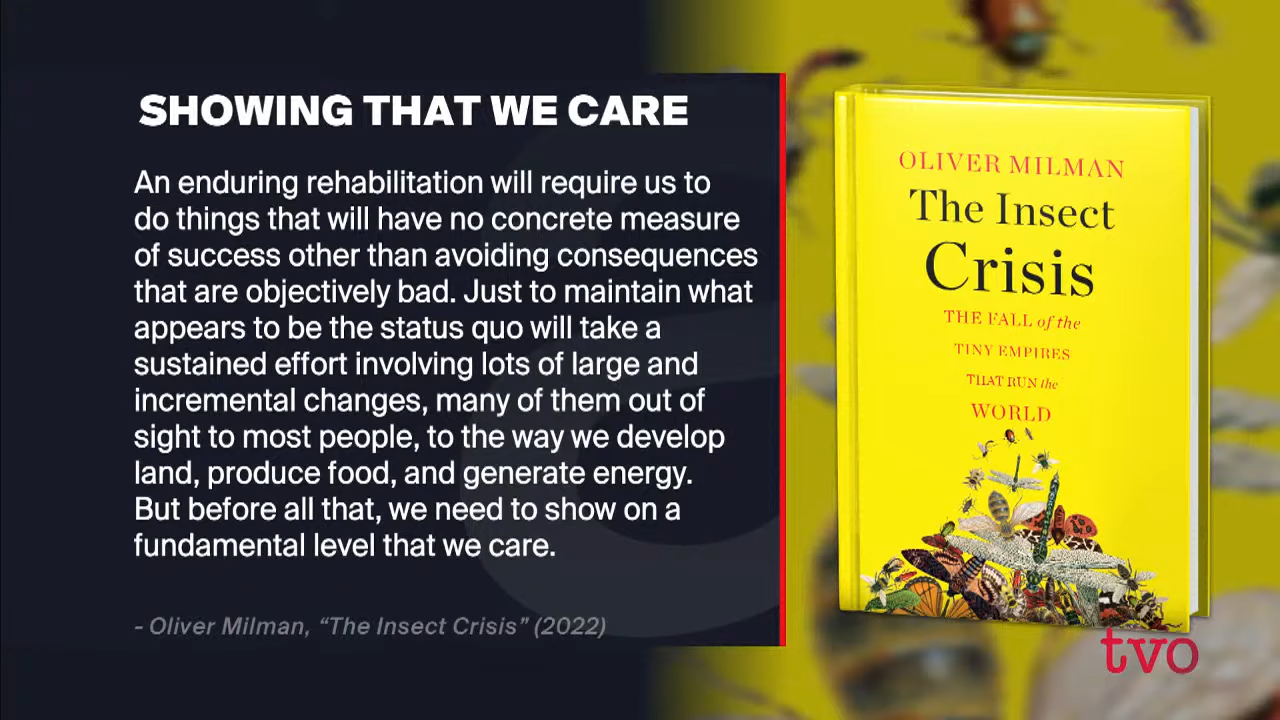 SHOWING THAT WE CARE
An enduring rehabilitation will require us to
do things that will have no concrete measure
of success other than avoiding consequences
that are objectively bad. Just to maintain what
appears to be the status quo will take a
sustained effort involving lots of large and
incremental changes, many of them out of
sight to most people, to the way we develop
land, produce food, and generate energy.
But before all that, we need to show on a
fundamental level that we care.
- Oliver Milman, “The Insect Crisis” (2022)
OLIVER MILMAN
The Insect
Crisis
THE FALL of the
TINY EMPIRES
THAT RUN the
WORLD
tvo